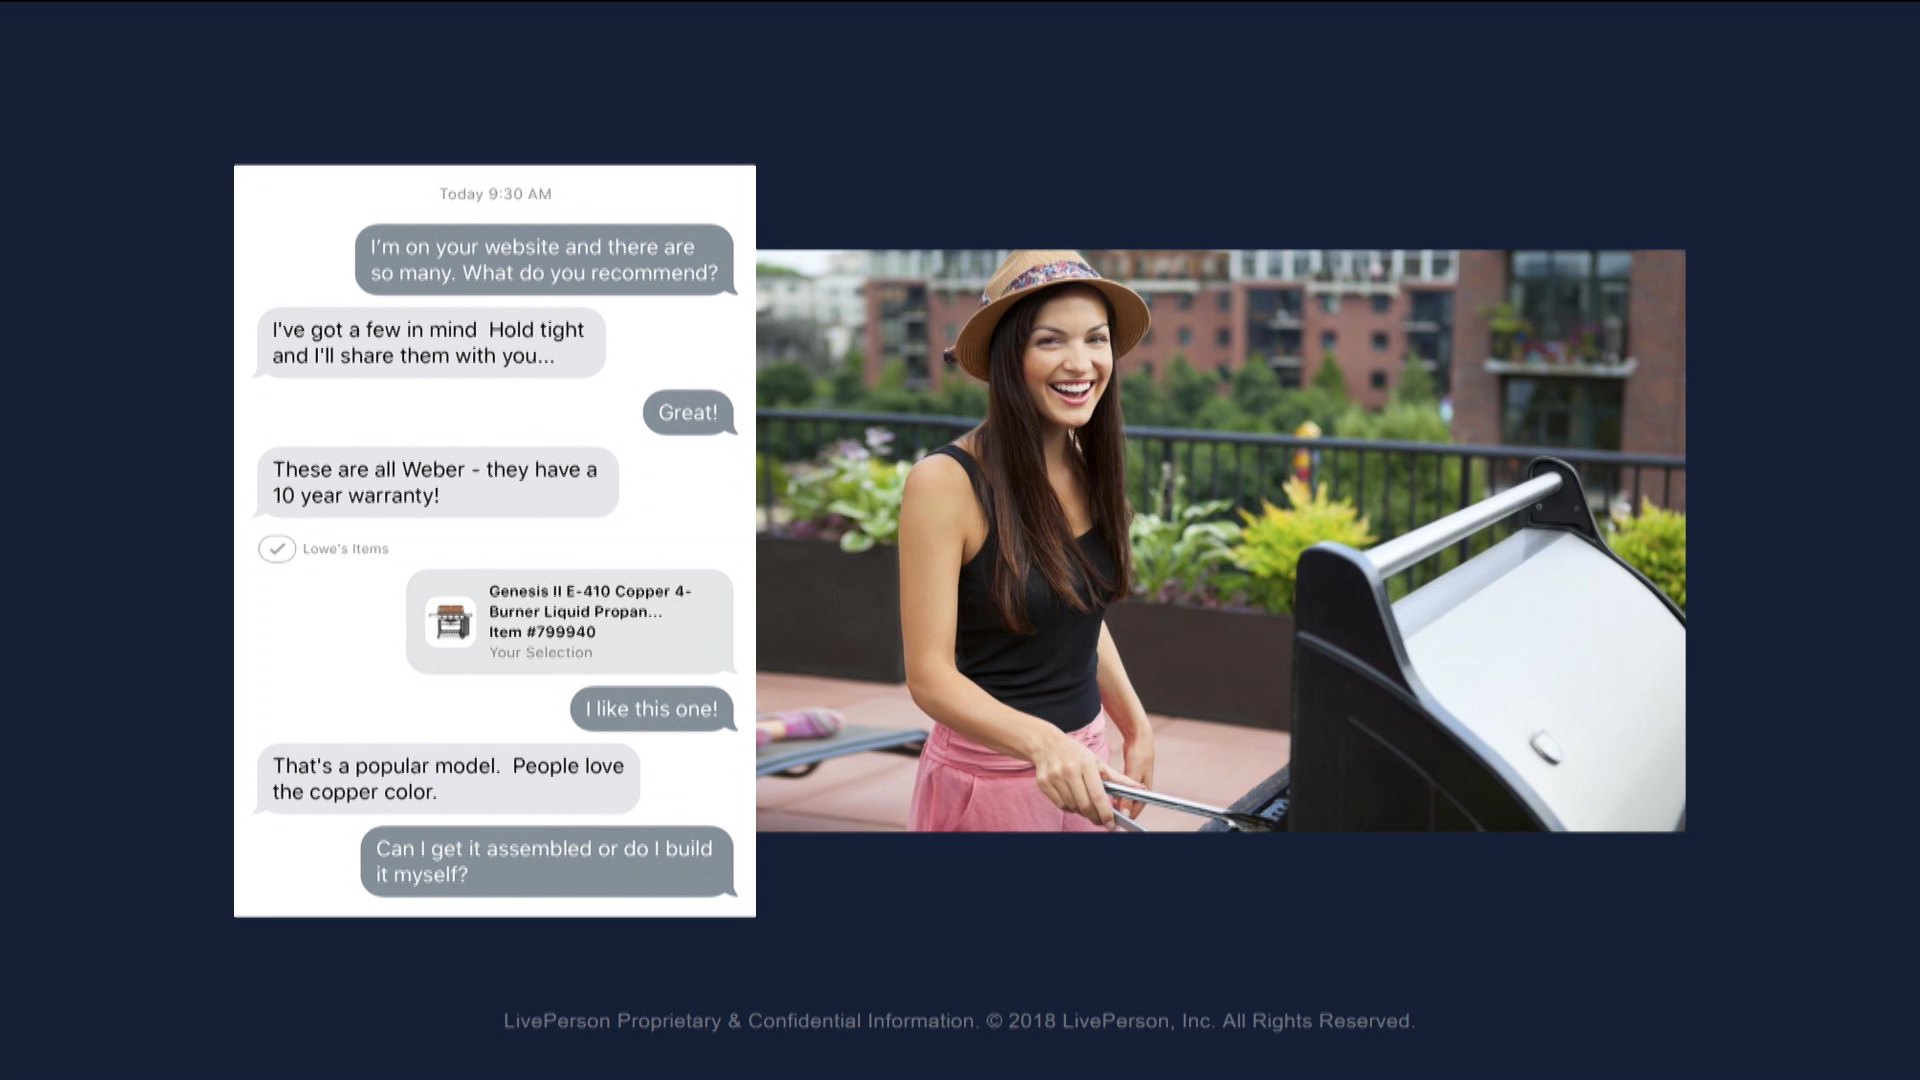 Today 9:30 AM
I'm on your website and there are
so many. What do you recommend?
I've got a few in mind  Hold tight
and I'll share them with you...
Great!
These are all Weber - they have a
10 year warranty!
Lowe's Items
Genesis II E-410 Copper 4-
Burner Liquid Propan...
Item #799940
Your Selection
I like this one!
That's a popular model.  People love
the copper color.
Can I get it assembled or do I build
it myself?
LivePerson Proprietary & Confidential Information. © 2018 LivePerson, Inc. All Rights Reserved.